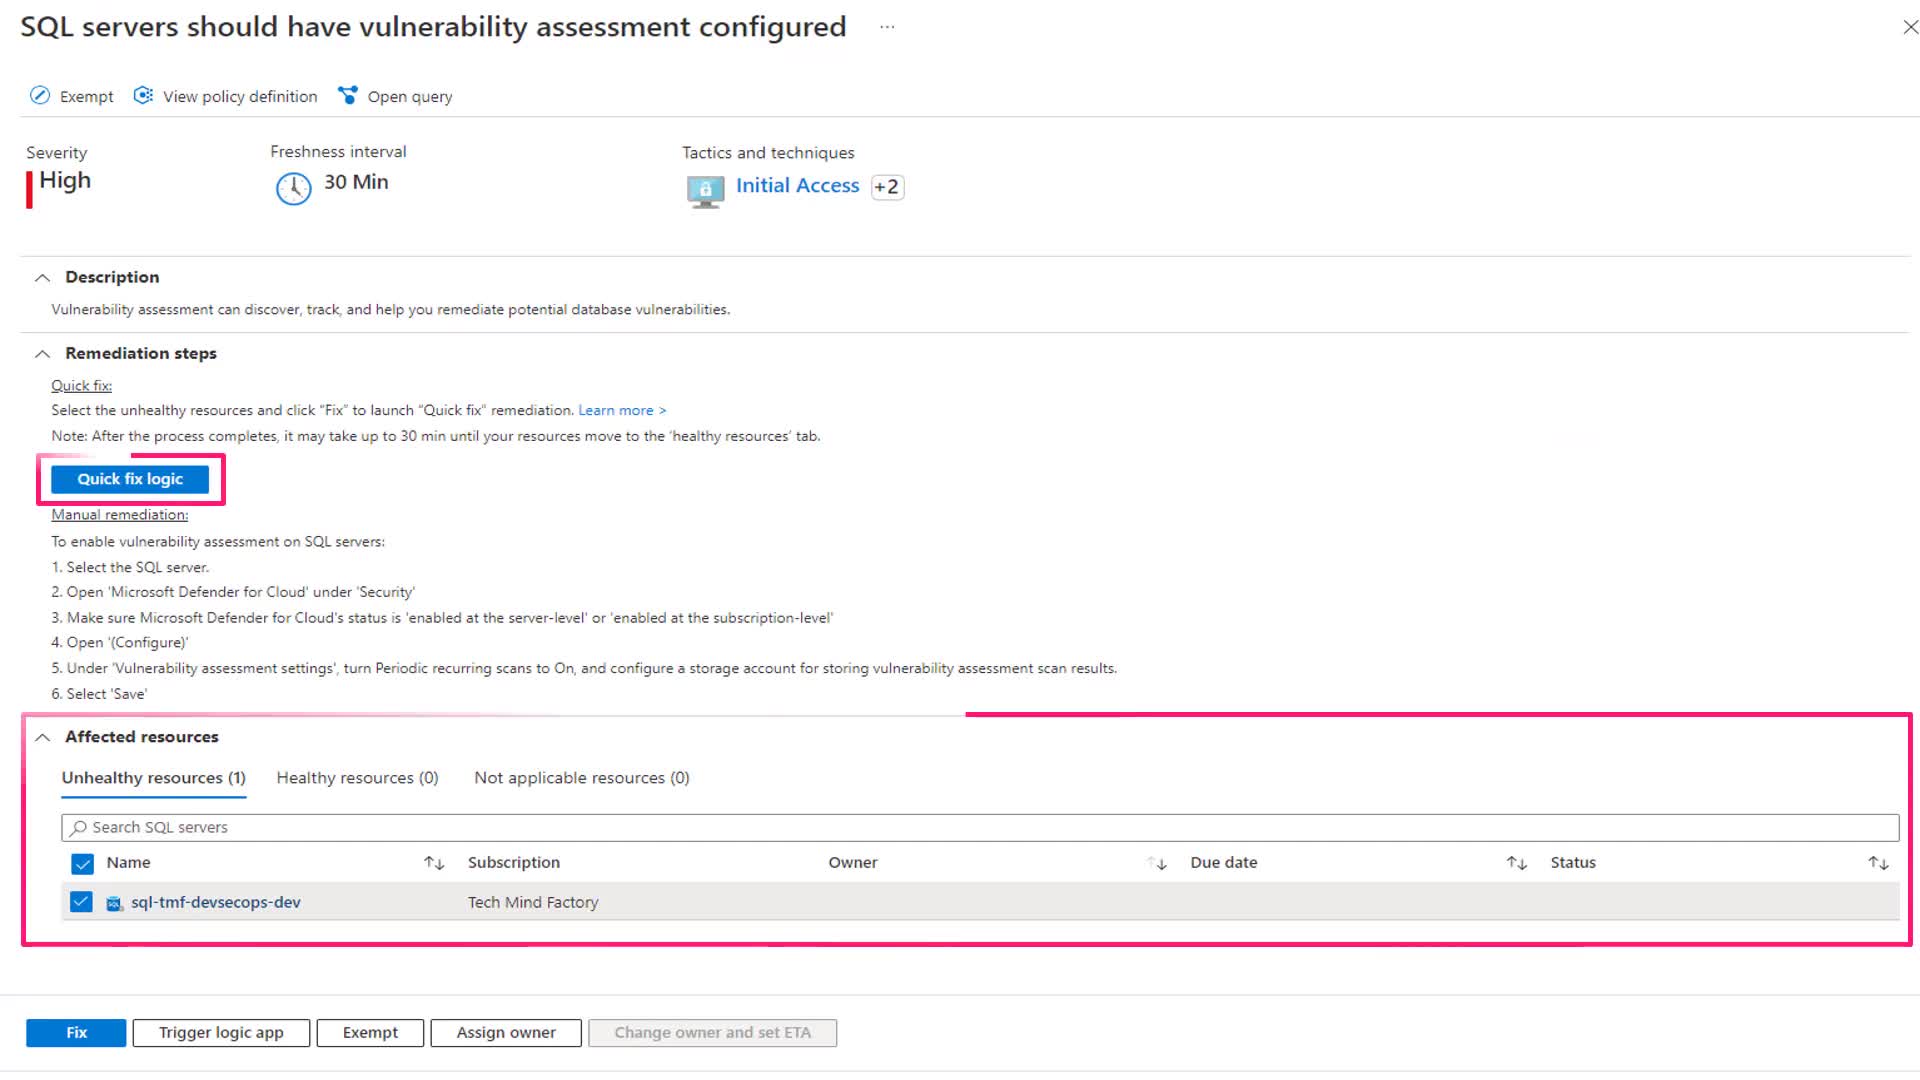 SQL servers should have vulnerability assessment configured ...
Exempt View policy definition Open query
Severity Freshness interval Tactics and techniques
High 30 Min Initial Access +2
Description
Vulnerability assessment can discover, track, and help you remediate potential database vulnerabilities.
Remediation steps
Quick fix:
Select the unhealthy resources and click “Fix” to launch “Quick fix” remediation. Learn more >
Note: After the process completes, it may take up to 30 min until your resources move to the ‘healthy resources’ tab.
Quick fix logic
Manual remediation:
To enable vulnerability assessment on SQL servers:
1. Select the SQL server.
2. Open 'Microsoft Defender for Cloud' under 'Security'
3. Make sure Microsoft Defender for Cloud's status is 'enabled at the server-level' or 'enabled at the subscription-level'
4. Open '(Configure)'
5. Under 'Vulnerability assessment settings', turn Periodic recurring scans to On, and configure a storage account for storing vulnerability assessment scan results.
6. Select 'Save'
Affected resources
Unhealthy resources (1) Healthy resources (0) Not applicable resources (0)
Search SQL servers
Name Subscription Owner Due date Status
sql-tmf-devsecops-dev Tech Mind Factory
Fix Trigger logic app Exempt Assign owner Change owner and set ETA